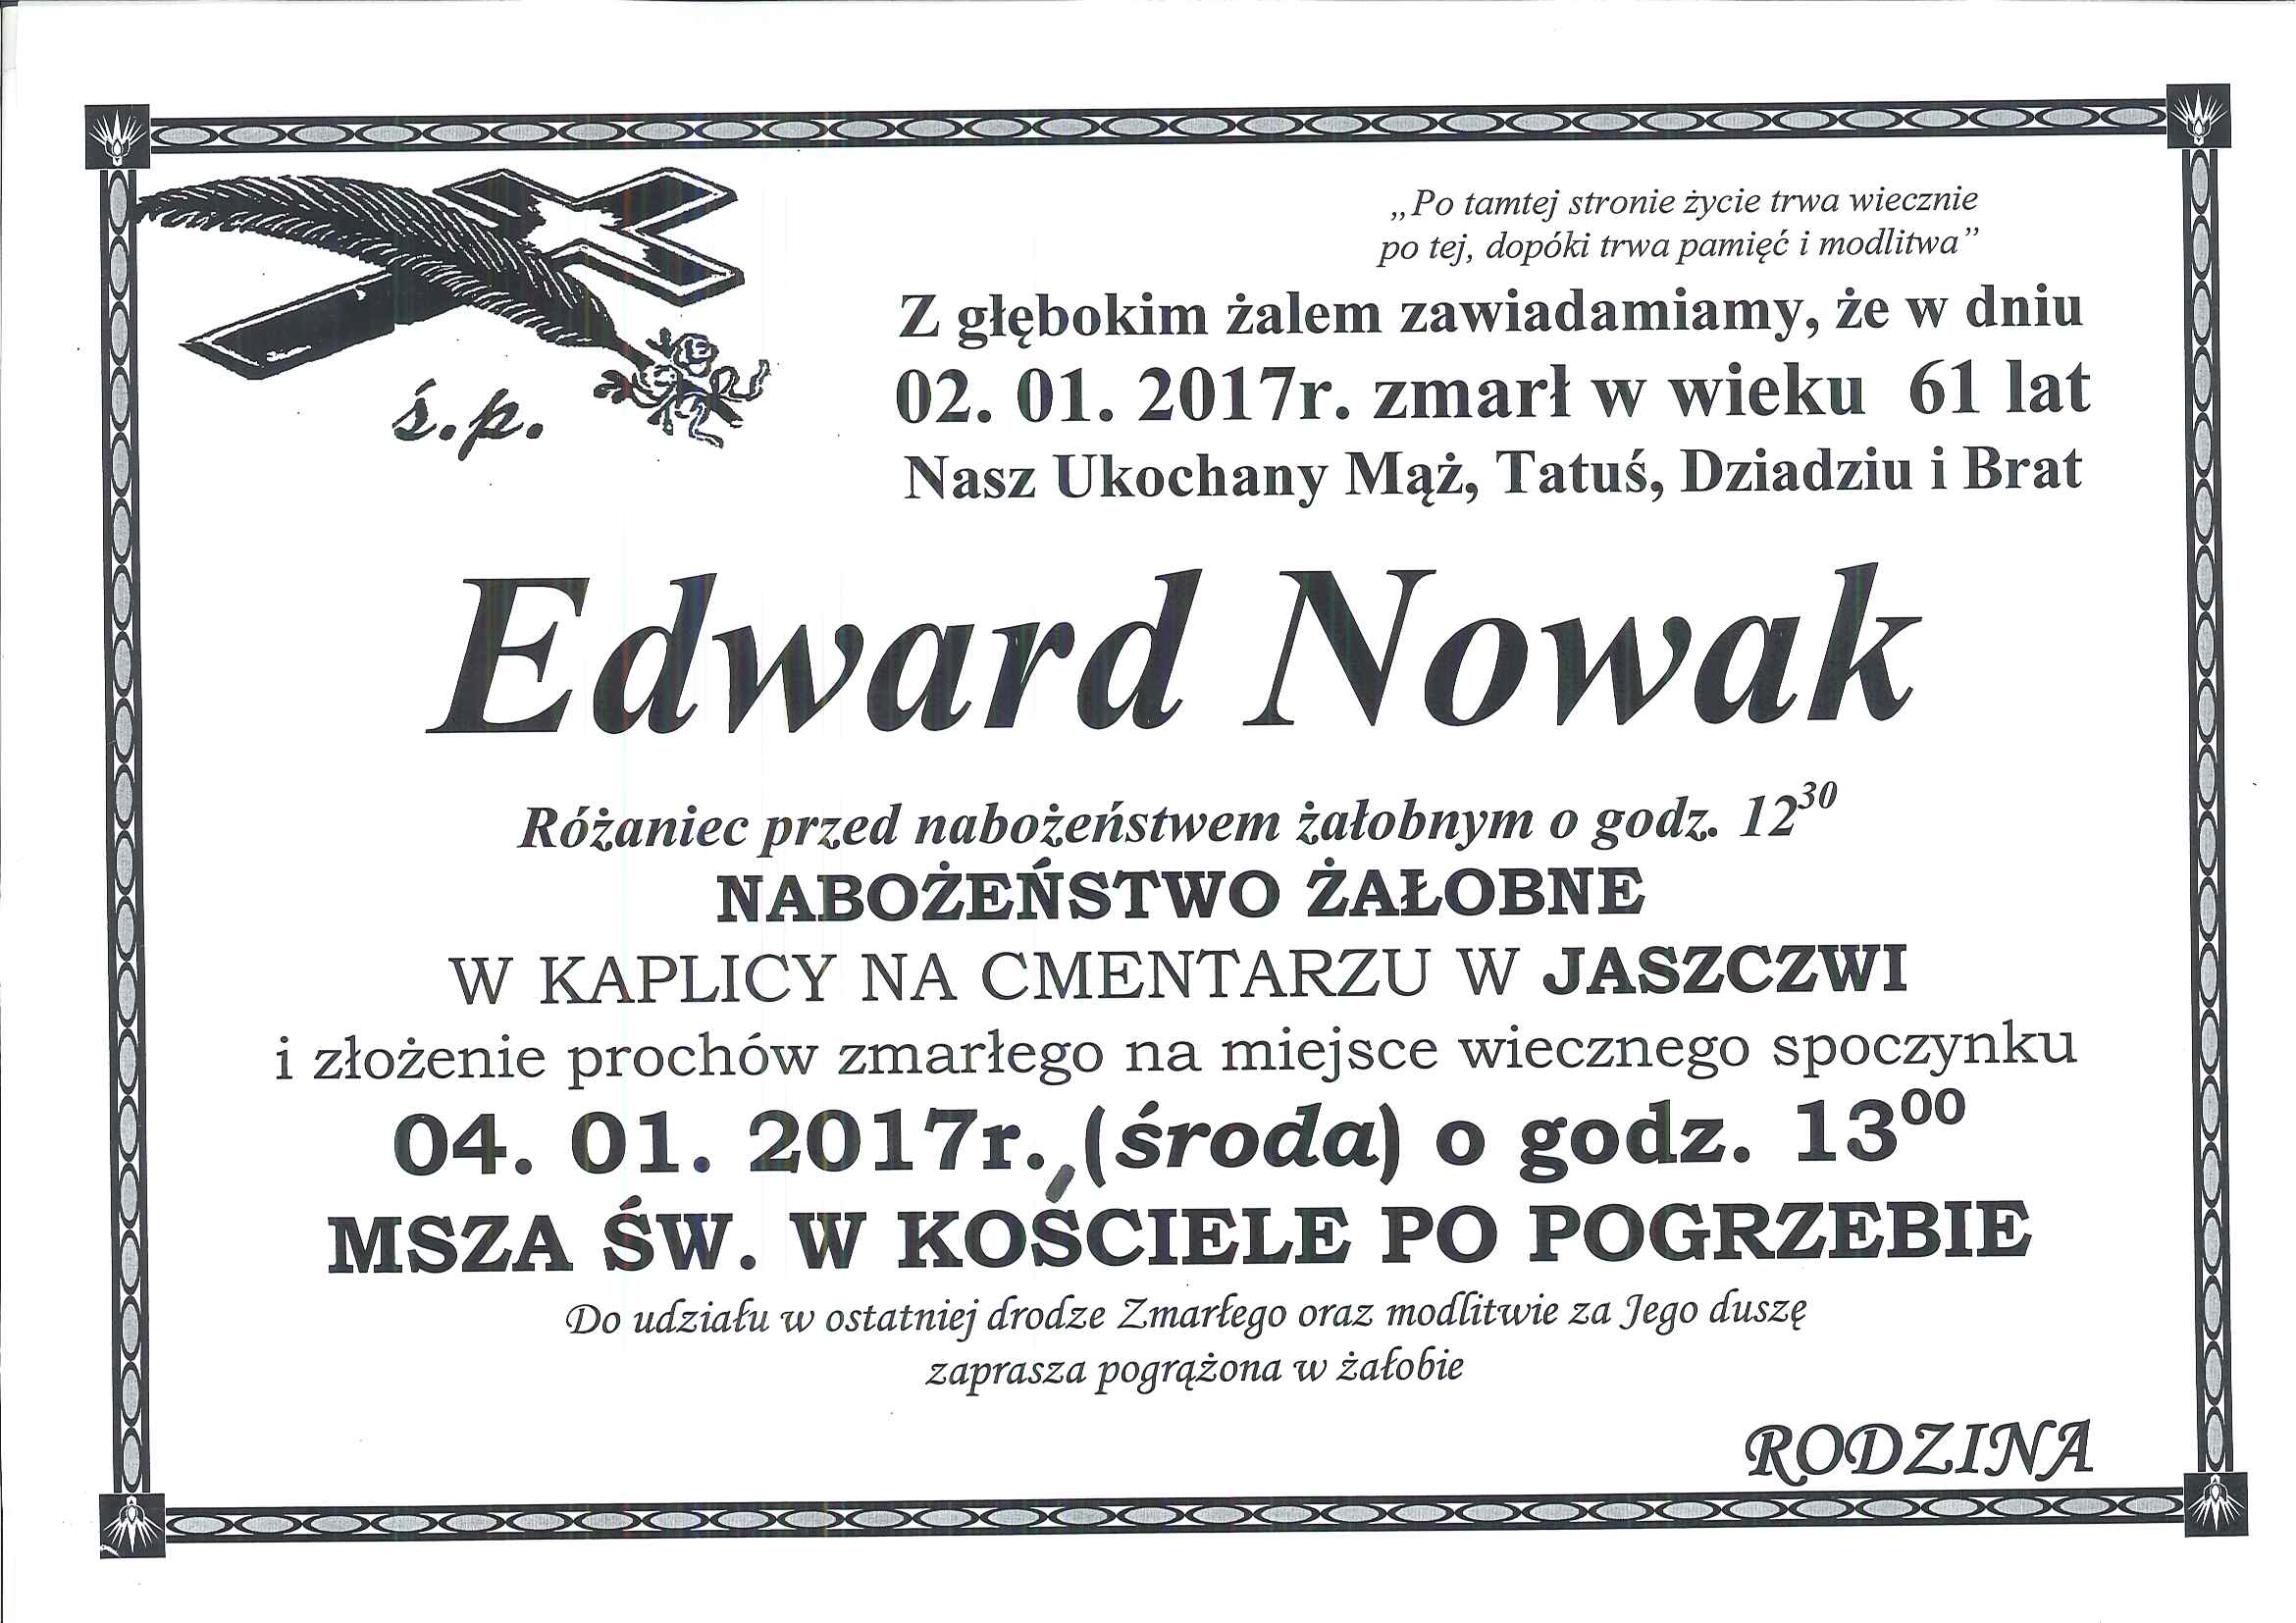 „Po tamtej stronie życie trwa wiecznie
po tej, dopóki trwa pamięć i modlitwa”
Z głębokim żalem zawiadamiamy, że w dniu
02. 01. 2017r. zmarł w wieku 61 lat
Nasz Ukochany Mąż, Tatuś, Dziadziu i Brat
ś.p.
Edward Nowak
Różaniec przed nabożeństwem żałobnym o godz. 12³⁰
NABOŻEŃSTWO ŻAŁOBNE
W KAPLICY NA CMENTARZU W JASZCZWI
i złożenie prochów zmarłego na miejsce wiecznego spoczynku
04. 01. 2017r. (środa) o godz. 13⁰⁰
MSZA ŚW. W KOŚCIELE PO POGRZEBIE
Do udziału w ostatniej drodze Zmarłego oraz modlitwie za Jego duszę
zaprasza pogrążona w żałobie
RODZINA